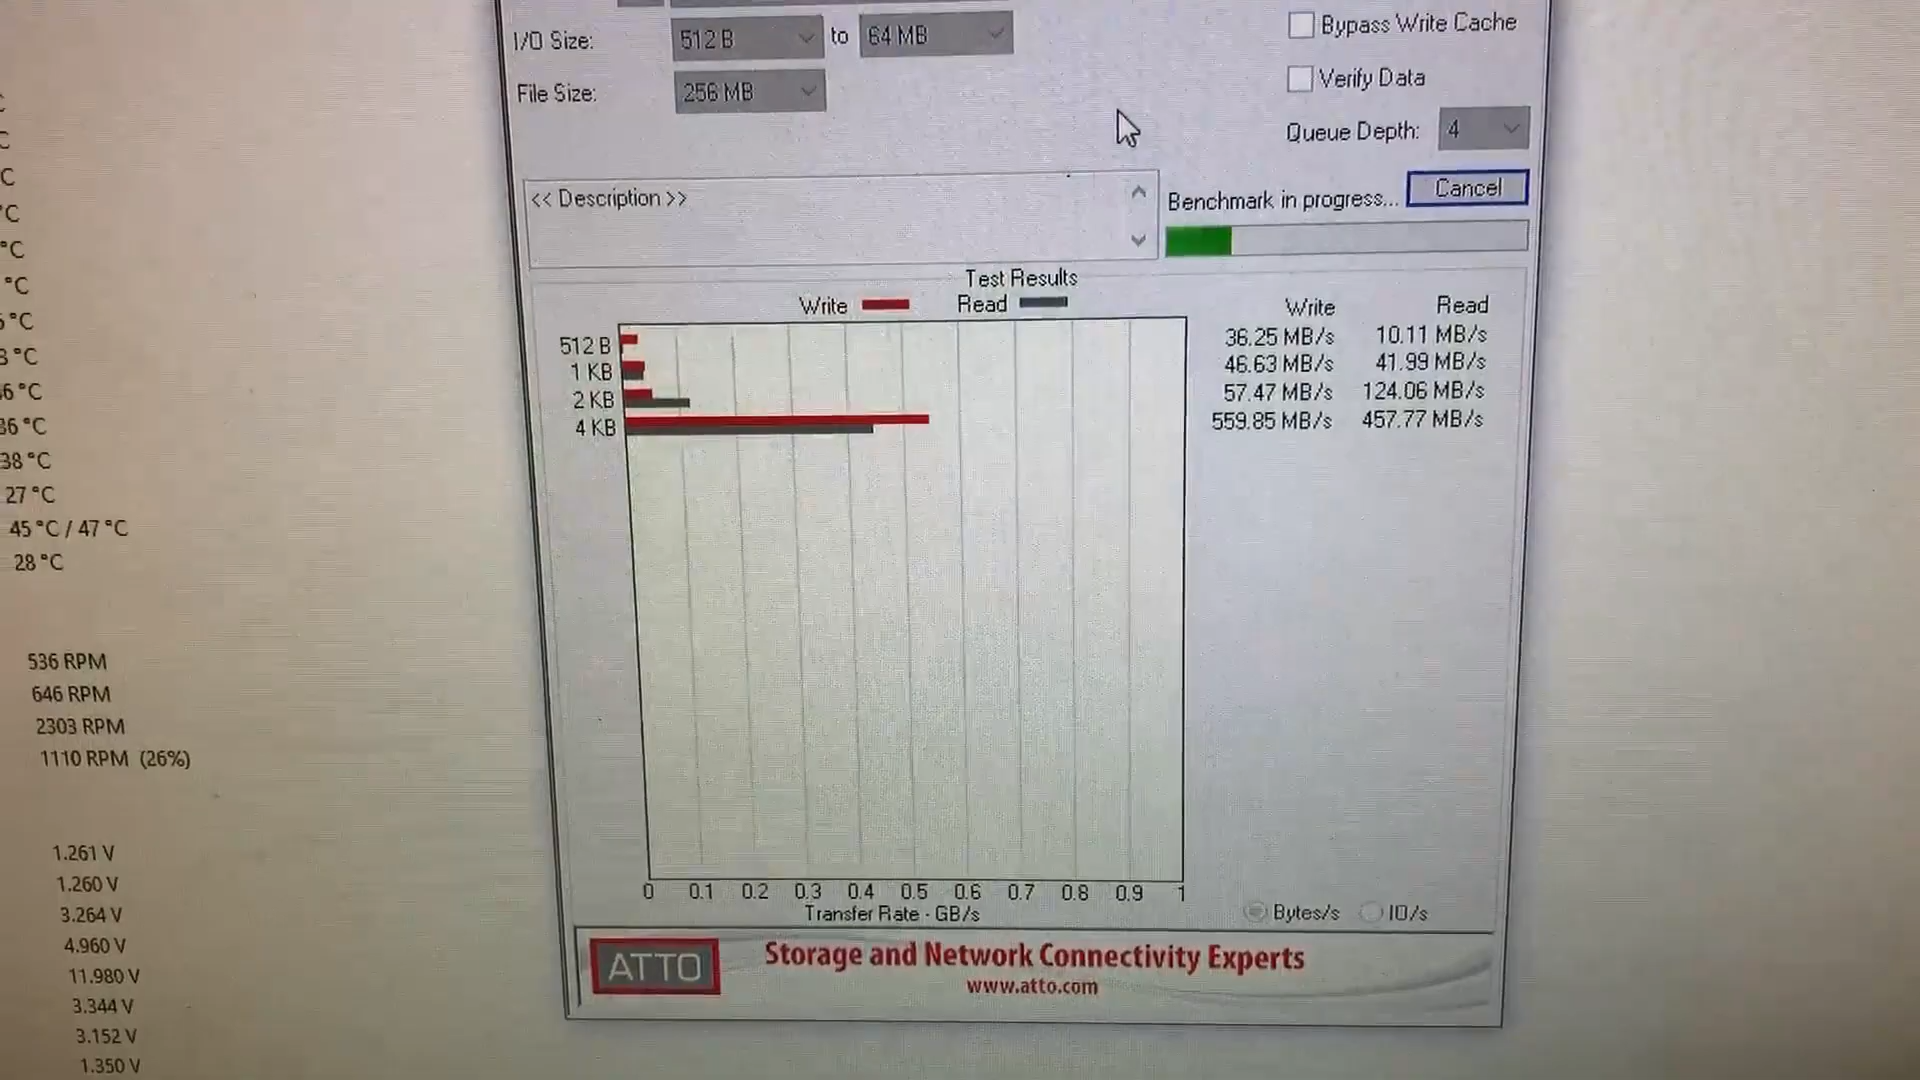 I/O Size: 512 B to 64 MB
File Size: 256 MB
Bypass Write Cache
Verify Data
Queue Depth: 4
<< Description >>
Benchmark in progress... Cancel
Test Results
Write Read
Write Read
512 B 36.25 MB/s 10.11 MB/s
1 KB 46.63 MB/s 41.99 MB/s
2 KB 57.47 MB/s 124.06 MB/s
4 KB 559.85 MB/s 457.77 MB/s
0 0.1 0.2 0.3 0.4 0.5 0.6 0.7 0.8 0.9 1
Transfer Rate - GB/s
Bytes/s IO/s
ATTO
Storage and Network Connectivity Experts
www.atto.com
°C
°C
°C
°C
38 °C
27 °C
45 °C / 47 °C
28 °C
536 RPM
646 RPM
2303 RPM
1110 RPM (26%)
1.261 V
1.260 V
3.264 V
4.960 V
11.980 V
3.344 V
3.152 V
1.350 V